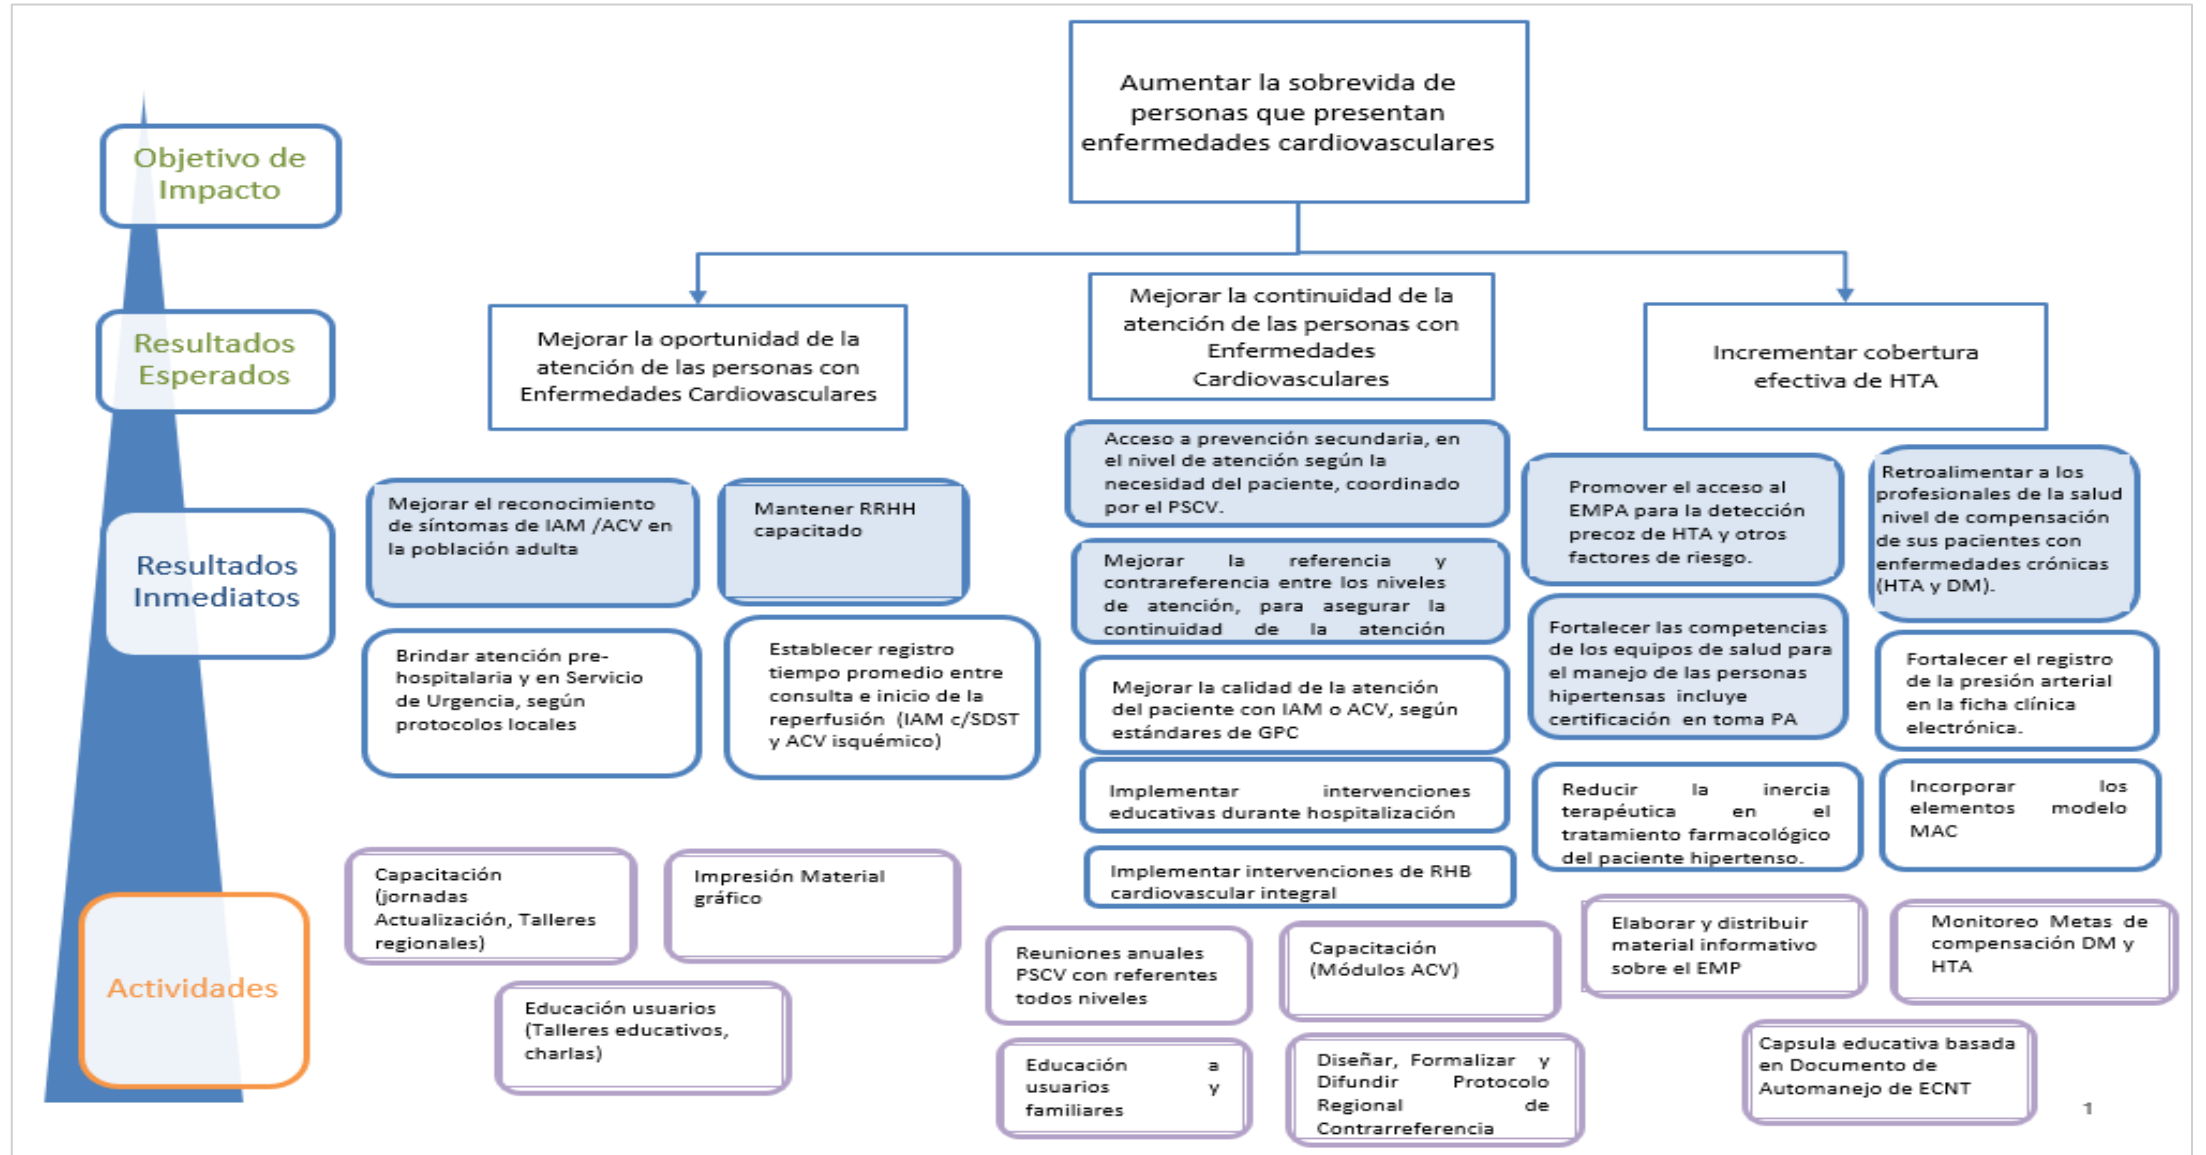 Aumentar la sobrevida de
personas que presentan
enfermedades cardiovasculares
Objetivo de
Impacto
Resultados
Esperados
Mejorar la oportunidad de la
atención de las personas con
Enfermedades Cardiovasculares
Mejorar la continuidad de la
atención de las personas con
Enfermedades
Cardiovasculares
Incrementar cobertura
efectiva de HTA
Resultados
Inmediatos
Mejorar el reconocimiento
de síntomas de IAM /ACV en
la población adulta
Mantener RRHH
capacitado
Brindar atención pre-
hospitalaria y en Servicio
de Urgencia, según
protocolos locales
Establecer registro
tiempo promedio entre
consulta e inicio de la
reperfusión (IAM c/SDST
y ACV isquémico)
Acceso a prevención secundaria, en
el nivel de atención según la
necesidad del paciente, coordinado
por el PSCV.
Mejorar la referencia y
contrareferencia entre los niveles
de atención, para asegurar la
continuidad de la atención
Mejorar la calidad de la atención
del paciente con IAM o ACV, según
estándares de GPC
Implementar intervenciones
educativas durante hospitalización
Implementar intervenciones de RHB
cardiovascular integral
Promover el acceso al
EMPA para la detección
precoz de HTA y otros
factores de riesgo.
Retroalimentar a los
profesionales de la salud
nivel de compensación
de sus pacientes con
enfermedades crónicas
(HTA y DM).
Fortalecer las competencias
de los equipos de salud para
el manejo de las personas
hipertensas incluye
certificación en toma PA
Fortalecer el registro
de la presión arterial
en la ficha clínica
electrónica.
Reducir la inercia
terapéutica en el
tratamiento farmacológico
del paciente hipertenso.
Incorporar los
elementos modelo
MAC
Actividades
Capacitación
(jornadas
Actualización, Talleres
regionales)
Impresión Material
gráfico
Educación usuarios
(Talleres educativos,
charlas)
Reuniones anuales
PSCV con referentes
todos niveles
Capacitación
(Módulos ACV)
Educación a
usuarios y
familiares
Diseñar, Formalizar y
Difundir Protocolo
Regional de
Contrarreferencia
Elaborar y distribuir
material informativo
sobre el EMP
Monitoreo Metas de
compensación DM y
HTA
Capsula educativa basada
en Documento de
Automanejo de ECNT
1